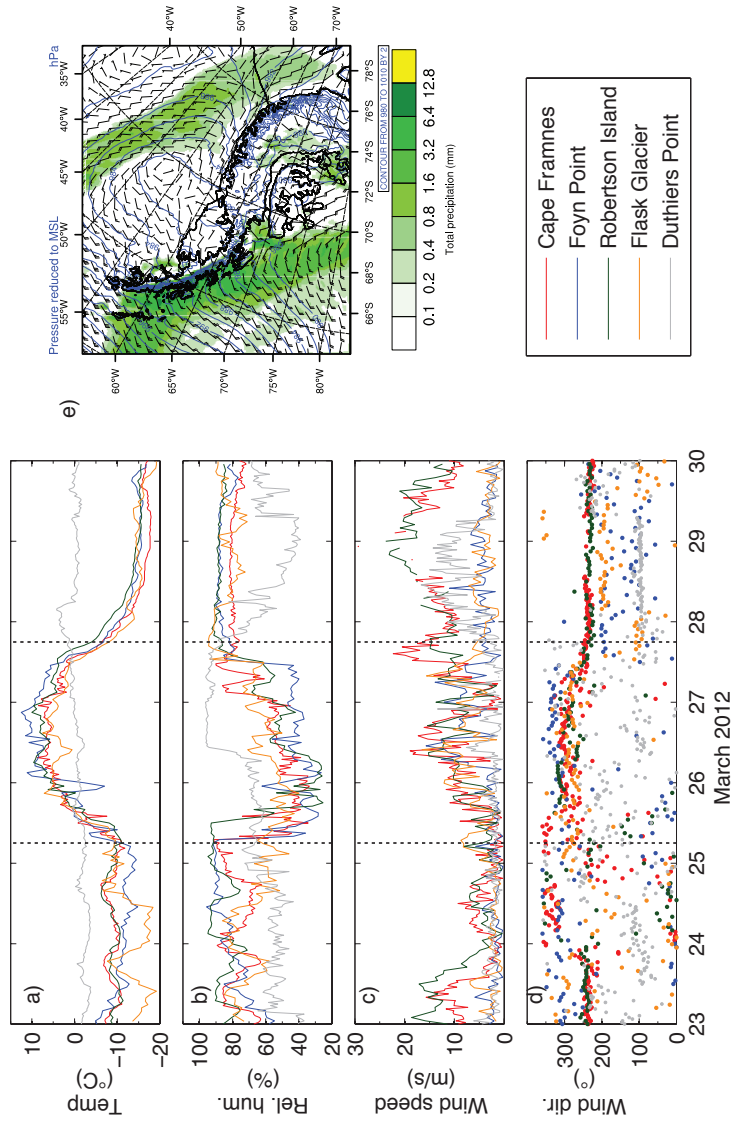 a)
Temp
(°C)
10
0
−10
−20
b)
Rel. hum.
(%)
100
80
60
40
20
c)
Wind speed
(m/s)
30
20
10
0
d)
Wind dir.
(°)
300
200
100
0
23
24
25
26
27
28
29
30
March 2012
e)
Pressure reduced to MSL
hPa
55°W
50°W
45°W
40°W
35°W
60°W
65°W
70°W
75°W
80°W
40°W
50°W
60°W
70°W
66°S
68°S
70°S
72°S
74°S
76°S
78°S
CONTOUR FROM 980 TO 1010 BY 2
0.1
0.2
0.4
0.8
1.6
3.2
6.4
12.8
Total precipitation (mm)
Cape Framnes
Foyn Point
Robertson Island
Flask Glacier
Duthiers Point